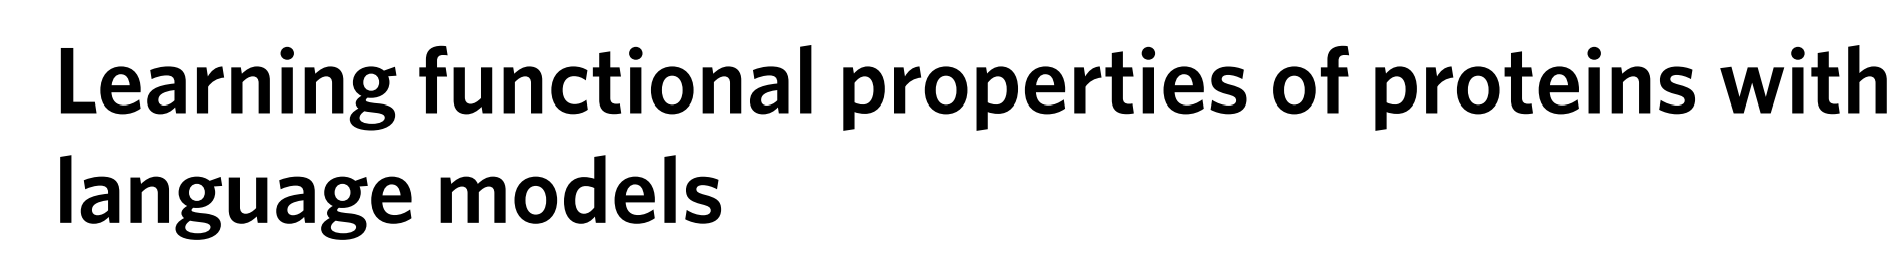 Learning functional properties of proteins with
language models